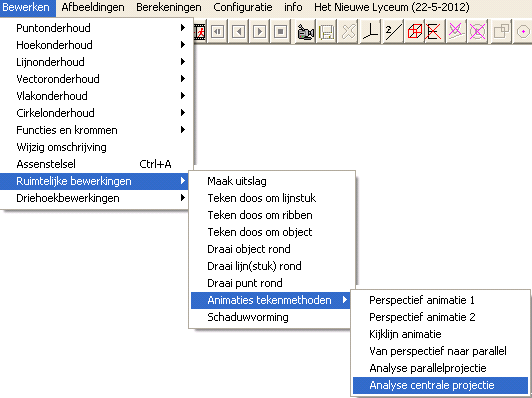 Bewerken Afbeeldingen Berekeningen Configuratie info Het Nieuwe Lyceum (22-5-2012)
Puntonderhoud
Hoekonderhoud
Lijnonderhoud
Vectoronderhoud
Vlakonderhoud
Cirkelonderhoud
Functies en krommen
Wijzig omschrijving
Assenstelsel Ctrl+A
Ruimtelijke bewerkingen
Driehoekbewerkingen
Maak uitslag
Teken doos om lijnstuk
Teken doos om ribben
Teken doos om object
Draai object rond
Draai lijn(stuk) rond
Draai punt rond
Animaties tekenmethoden
Schaduwvorming
Perspectief animatie 1
Perspectief animatie 2
Kijklijn animatie
Van perspectief naar parallel
Analyse parallelprojectie
Analyse centrale projectie